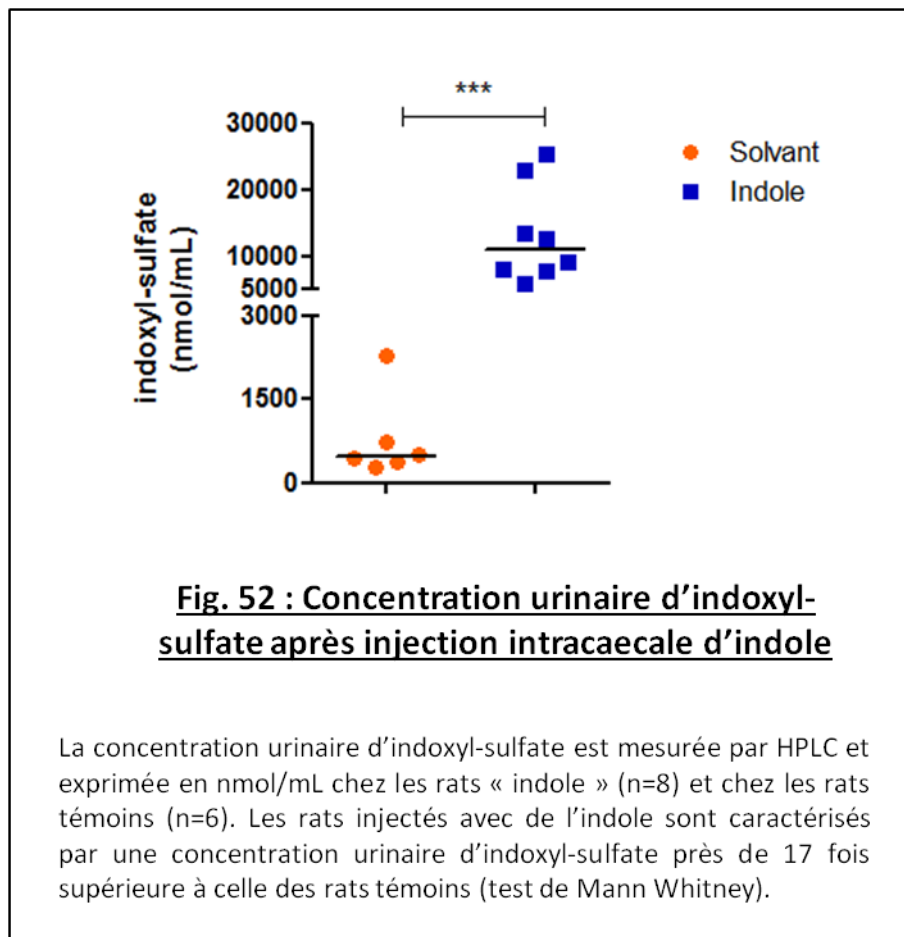 ***
30000
20000
10000
5000
3000
1500
0
indoxyl-sulfate
(nmol/mL)
Solvant
Indole
Fig. 52 : Concentration urinaire d’indoxyl-
sulfate après injection intracaecale d’indole
La concentration urinaire d’indoxyl-sulfate est mesurée par HPLC et
exprimée en nmol/mL chez les rats « indole » (n=8) et chez les rats
témoins (n=6). Les rats injectés avec de l’indole sont caractérisés
par une concentration urinaire d’indoxyl-sulfate près de 17 fois
supérieure à celle des rats témoins (test de Mann Whitney).